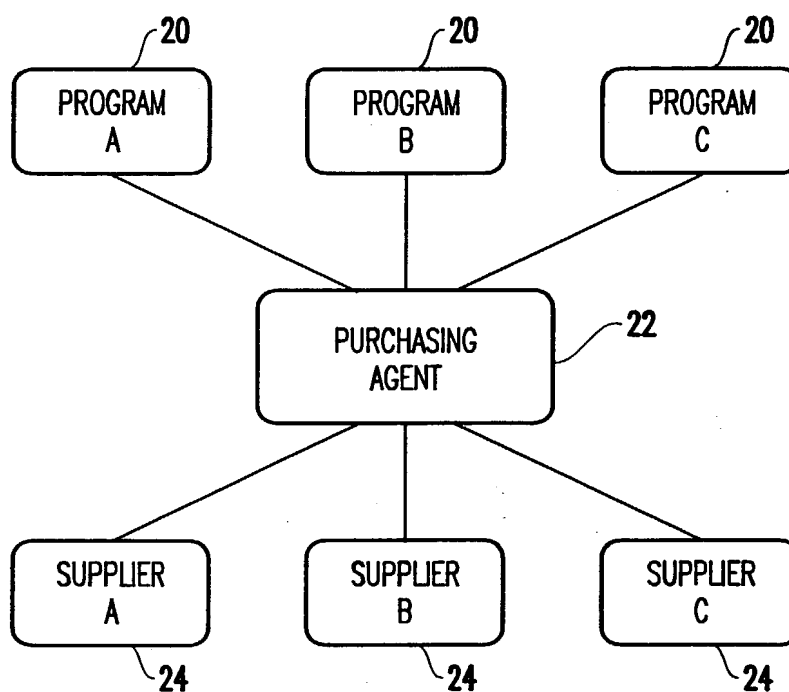 20 20 20
PROGRAM A
PROGRAM B
PROGRAM C
22
PURCHASING
AGENT
SUPPLIER A
SUPPLIER B
SUPPLIER C
24 24 24